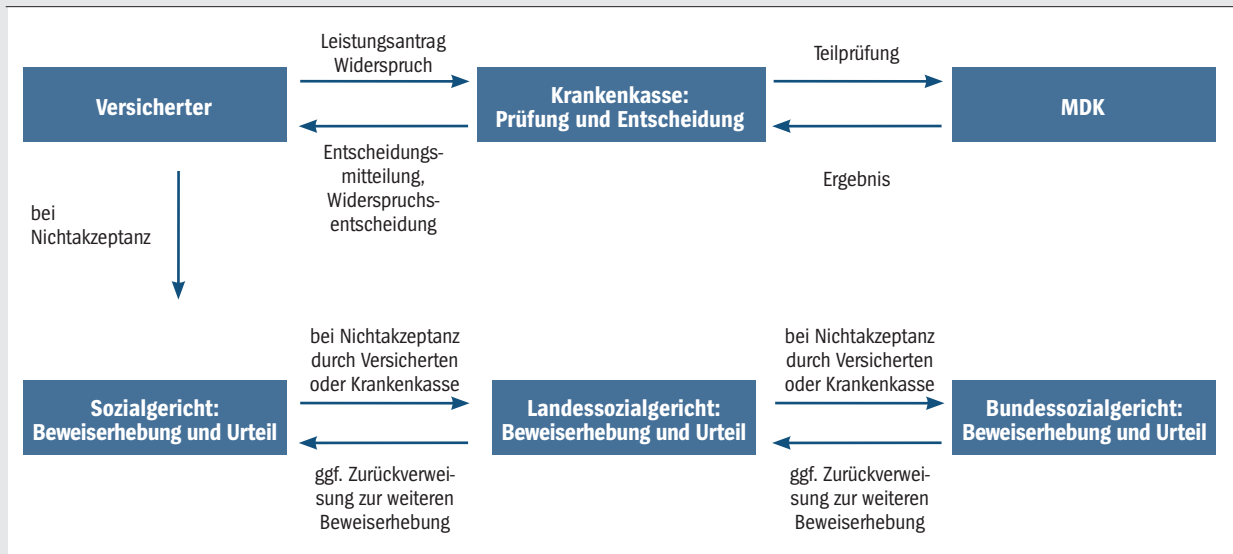 Leistungsantrag
Widerspruch
Teilprüfung
Versicherter
Krankenkasse:
Prüfung und Entscheidung
MDK
Entscheidungs-
mitteilung,
Widerspruchs-
entscheidung
Ergebnis
bei
Nichtakzeptanz
bei Nichtakzeptanz
durch Versicherten
oder Krankenkasse
bei Nichtakzeptanz
durch Versicherten
oder Krankenkasse
Sozialgericht:
Beweiserhebung und Urteil
Landessozialgericht:
Beweiserhebung und Urteil
Bundessozialgericht:
Beweiserhebung und Urteil
ggf. Zurückverwei-
sung zur weiteren
Beweiserhebung
ggf. Zurückverwei-
sung zur weiteren
Beweiserhebung